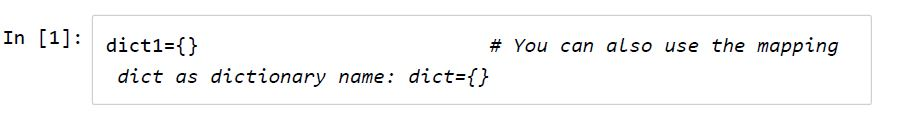 In [1]: dict1={} # You can also use the mapping
dict as dictionary name: dict={}